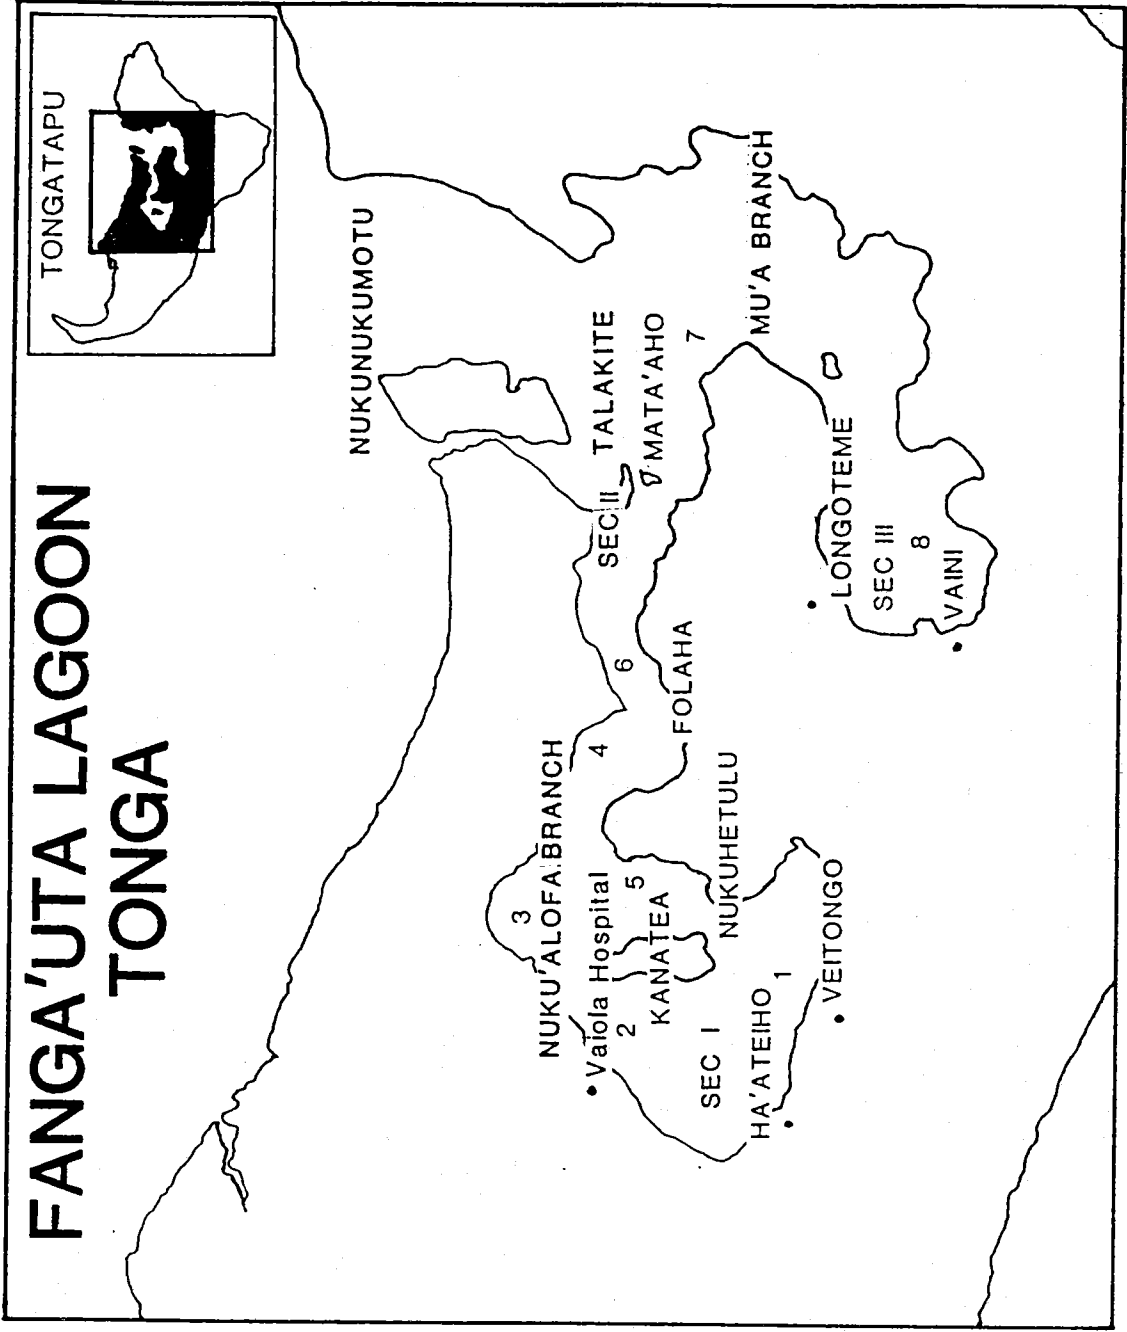 FANGA'UTA LAGOON
TONGA
TONGATAPU
NUKUNUKUMOTU
3
NUKU'ALOFA BRANCH
4
Vaiola Hospital
SEC II
TALAKITE
2
5
6
KANATEA
FOLAHA
MATA'AHO
7
SEC I
NUKUHETULU
HA'ATEIHO
1
MU'A BRANCH
VEITONGO
LONGOTEME
SEC III
8
VAINI